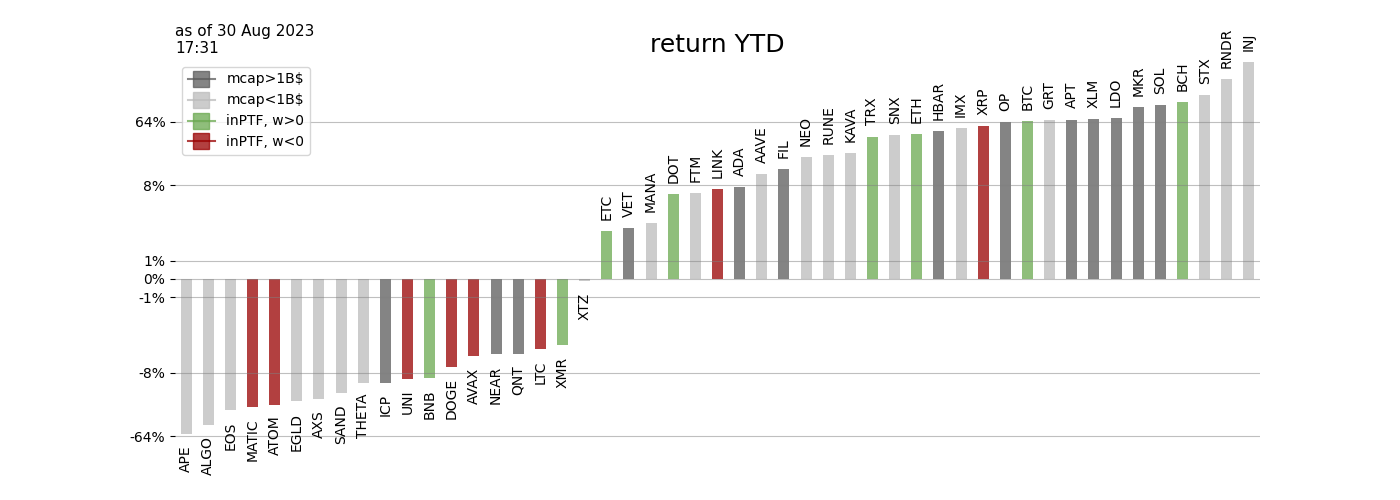 as of 30 Aug 2023
17:31
return YTD
mcap>1B$
mcap<1B$
inPTF, w>0
inPTF, w<0
64%
8%
1%
0%
-1%
-8%
-64%
APE
ALGO
EOS
MATIC
ATOM
EGLD
AXS
SAND
THETA
ICP
UNI
BNB
DOGE
AVAX
NEAR
QNT
LTC
XMR
XTZ
ETC
VET
MANA
DOT
FTM
LINK
ADA
AAVE
FIL
NEO
RUNE
KAVA
TRX
SNX
ETH
HBAR
IMX
XRP
OP
BTC
GRT
APT
XLM
LDO
MKR
SOL
BCH
STX
RNDR
INJ